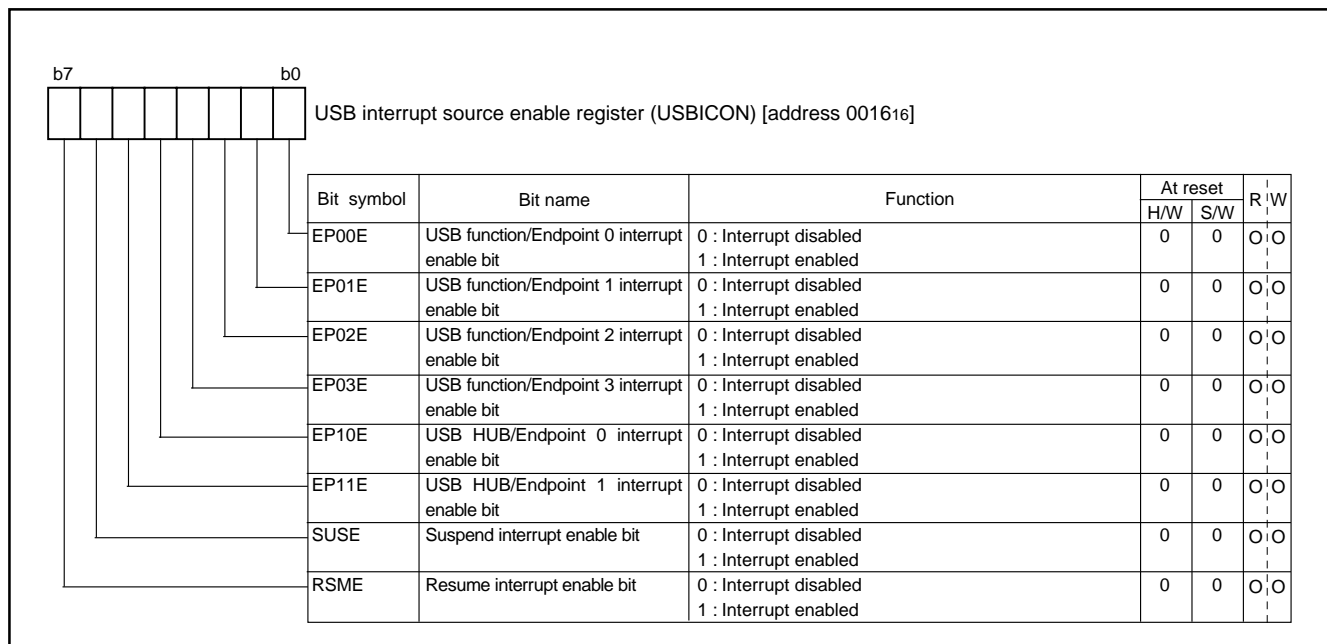 b7 b0
USB interrupt source enable register (USBICON) [address 001616]
Bit symbol Bit name Function At reset R W
H/W S/W
EP00E USB function/Endpoint 0 interrupt 0 : Interrupt disabled 0 0 O O
enable bit 1 : Interrupt enabled
EP01E USB function/Endpoint 1 interrupt 0 : Interrupt disabled 0 0 O O
enable bit 1 : Interrupt enabled
EP02E USB function/Endpoint 2 interrupt 0 : Interrupt disabled 0 0 O O
enable bit 1 : Interrupt enabled
EP03E USB function/Endpoint 3 interrupt 0 : Interrupt disabled 0 0 O O
enable bit 1 : Interrupt enabled
EP10E USB HUB/Endpoint 0 interrupt 0 : Interrupt disabled 0 0 O O
enable bit 1 : Interrupt enabled
EP11E USB HUB/Endpoint 1 interrupt 0 : Interrupt disabled 0 0 O O
enable bit 1 : Interrupt enabled
SUSE Suspend interrupt enable bit 0 : Interrupt disabled 0 0 O O
1 : Interrupt enabled
RSME Resume interrupt enable bit 0 : Interrupt disabled 0 0 O O
1 : Interrupt enabled